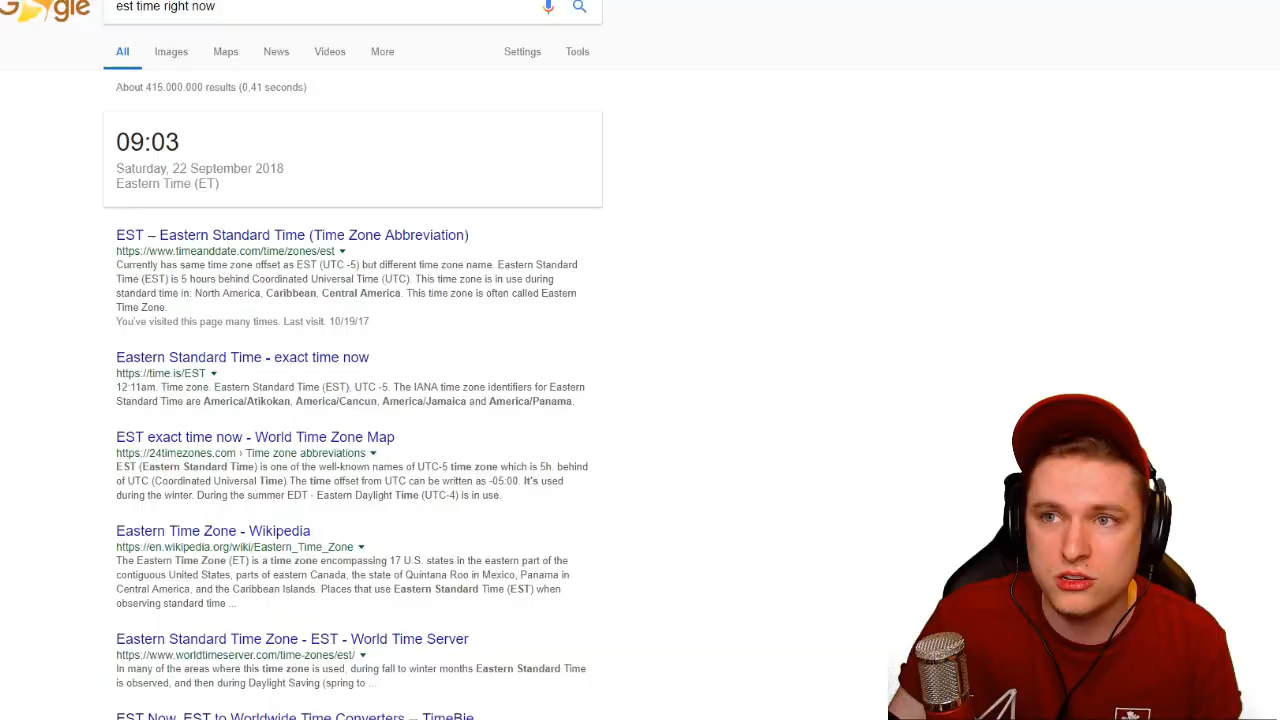 Google
est time right now
All Images Maps News Videos More Settings Tools
About 415.000.000 results (0,41 seconds)
09:03
Saturday, 22 September 2018
Eastern Time (ET)
EST – Eastern Standard Time (Time Zone Abbreviation)
https://www.timeanddate.com/time/zones/est
Currently has same time zone offset as EST (UTC -5) but different time zone name. Eastern Standard
Time (EST) is 5 hours behind Coordinated Universal Time (UTC). This time zone is in use during
standard time in: North America, Caribbean, Central America. This time zone is often called Eastern
Time Zone.
You've visited this page many times. Last visit: 10/19/17
Eastern Standard Time - exact time now
https://time.is/EST
12:11am. Time zone. Eastern Standard Time (EST), UTC -5. The IANA time zone identifiers for Eastern
Standard Time are America/Atikokan, America/Cancun, America/Jamaica and America/Panama.
EST exact time now - World Time Zone Map
https://24timezones.com › Time zone abbreviations
EST (Eastern Standard Time) is one of the well-known names of UTC-5 time zone which is 5h. behind
of UTC (Coordinated Universal Time).The time offset from UTC can be written as -05:00. It's used
during the winter. During the summer EDT - Eastern Daylight Time (UTC-4) is in use.
Eastern Time Zone - Wikipedia
https://en.wikipedia.org/wiki/Eastern_Time_Zone
The Eastern Time Zone (ET) is a time zone encompassing 17 U.S. states in the eastern part of the
contiguous United States, parts of eastern Canada, the state of Quintana Roo in Mexico, Panama in
Central America, and the Caribbean Islands. Places that use Eastern Standard Time (EST) when
observing standard time ...
Eastern Standard Time Zone - EST - World Time Server
https://www.worldtimeserver.com/time-zones/est/
In many of the areas where this time zone is used, during fall to winter months Eastern Standard Time
is observed, and then during Daylight Saving (spring to ...
EST Now, EST to Worldwide Time Converters -- TimeBie